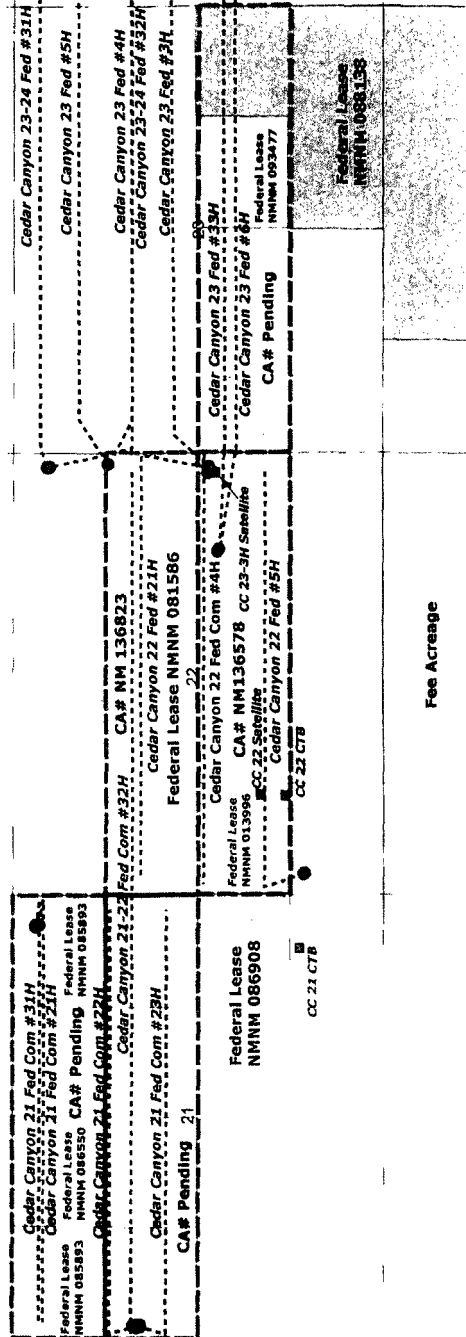 Cedar Canyon 23-24 Fed #31H
Cedar Canyon 23 Fed #5H
Cedar Canyon 23 Fed #4H
Cedar Canyon 23-24 Fed #32H
Cedar Canyon 23 Fed #3H
23
Cedar Canyon 23 Fed #33H
Cedar Canyon 23 Fed #6H
Federal Lease
NMNM 093477
CA# Pending
Federal Lease
NMNM 088138
CA# NM 136823
Cedar Canyon 22 Fed #21H
Federal Lease NMNM 081586
22
Cedar Canyon 22 Fed Com #4H
CC 23-3H Satellite
Federal Lease
NMNM 013996
CA# NM136578
CC 22 Satellite
Cedar Canyon 22 Fed #5H
CC 22 CTB
Fee Acreage
Cedar Canyon 21 Fed Com #31H
Cedar Canyon 21 Fed Com #21H
Federal Lease
NMNM 085893
Federal Lease
NMNM 086550
CA# Pending
Federal Lease
NMNM 085893
Cedar Canyon 21 Fed Com #22H
Cedar Canyon 21-22 Fed Com #32H
Cedar Canyon 21 Fed Com #23H
CA# Pending
21
Federal Lease
NMNM 086908
CC 21 CTB